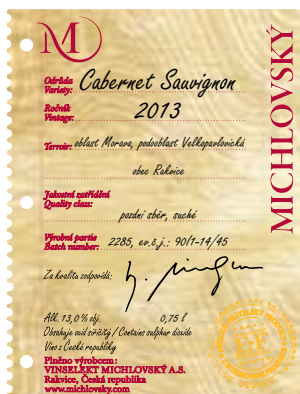 M
MICHLOVSKÝ
Odrůda
Variety: Cabernet Sauvignon
Ročník
Vintage: 2013
Terroir: oblast Morava, podoblast Velkopavlovická
obec Rakvice
Jakostní zatřídění
Quality class:
pozdní sběr, suché
Výrobní partie
Batch number: 2285, ev.č.j.: 90/1-14/45
Za kvalitu zodpovídá:
Alk. 13,0 % obj. 0,75 l
Obsahuje oxid siřičitý / Contains sulphur dioxide
Víno z České republiky
Plněno výrobcem:
VINSELEKT MICHLOVSKÝ A.S.
Rakvice, Česká republika
www.michlovsky.com